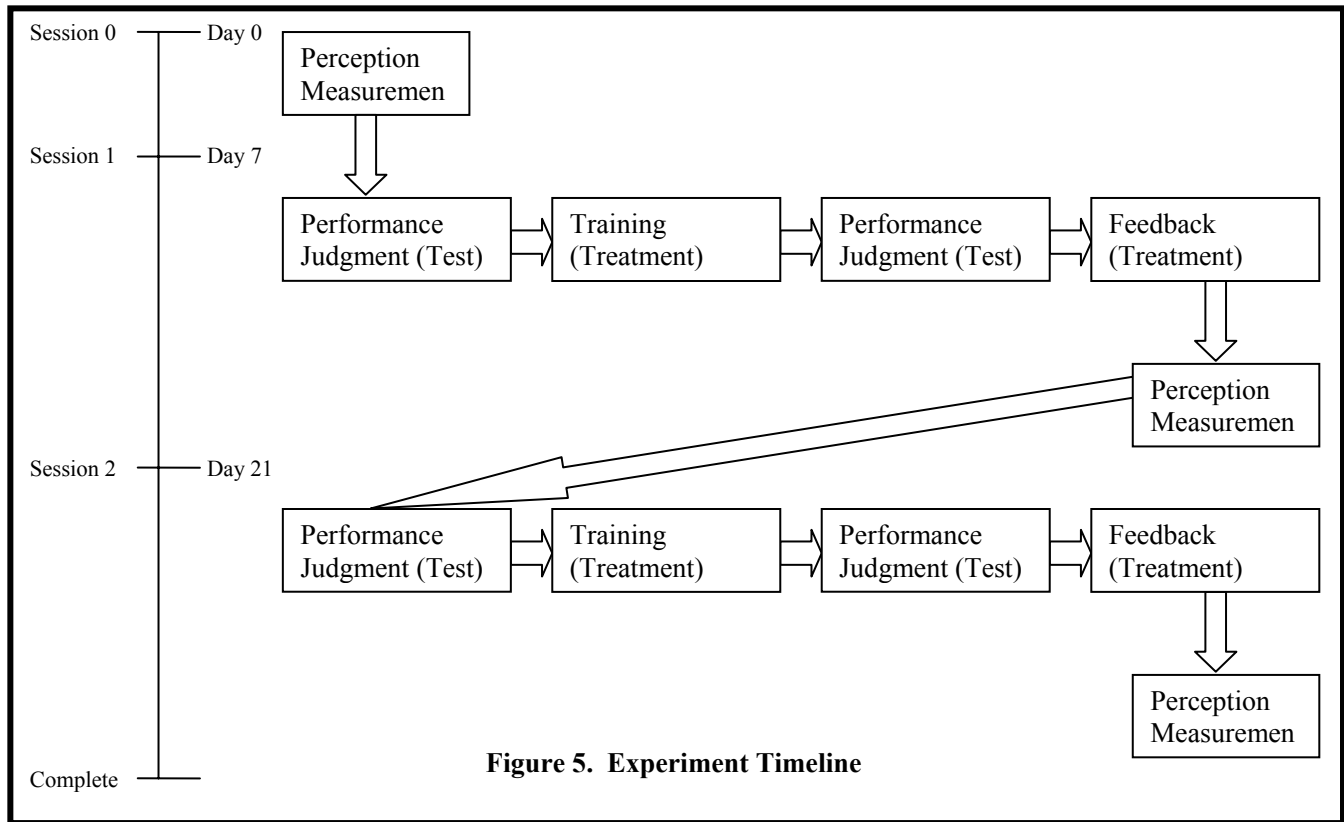 Session 0
Day 0
Perception
Measuremen
Session 1
Day 7
Performance
Judgment (Test)
Training
(Treatment)
Performance
Judgment (Test)
Feedback
(Treatment)
Perception
Measuremen
Session 2
Day 21
Performance
Judgment (Test)
Training
(Treatment)
Performance
Judgment (Test)
Feedback
(Treatment)
Perception
Measuremen
Figure 5. Experiment Timeline
Complete